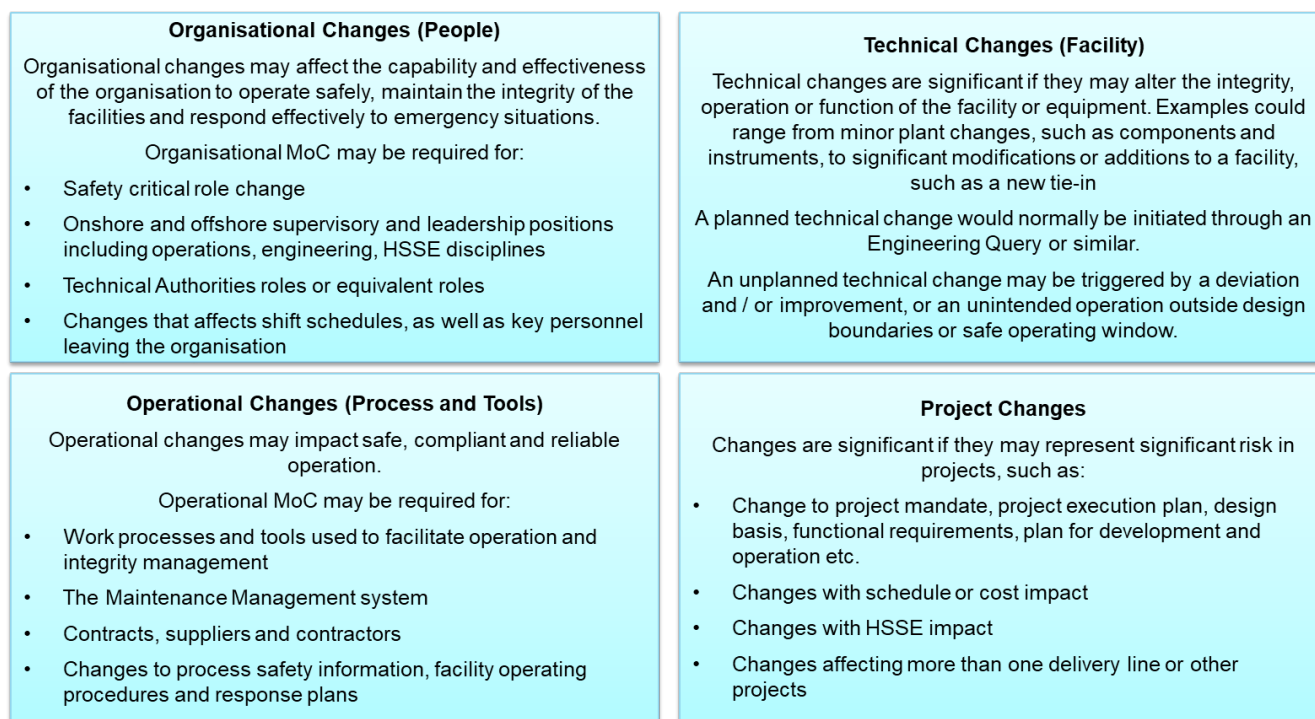 Organisational Changes (People)
Organisational changes may affect the capability and effectiveness
of the organisation to operate safely, maintain the integrity of the
facilities and respond effectively to emergency situations.
Organisational MoC may be required for:
• Safety critical role change
• Onshore and offshore supervisory and leadership positions
including operations, engineering, HSSE disciplines
• Technical Authorities roles or equivalent roles
• Changes that affects shift schedules, as well as key personnel
leaving the organisation
Technical Changes (Facility)
Technical changes are significant if they may alter the integrity,
operation or function of the facility or equipment. Examples could
range from minor plant changes, such as components and
instruments, to significant modifications or additions to a facility,
such as a new tie-in
A planned technical change would normally be initiated through an
Engineering Query or similar.
An unplanned technical change may be triggered by a deviation
and / or improvement, or an unintended operation outside design
boundaries or safe operating window.
Operational Changes (Process and Tools)
Operational changes may impact safe, compliant and reliable
operation.
Operational MoC may be required for:
• Work processes and tools used to facilitate operation and
integrity management
• The Maintenance Management system
• Contracts, suppliers and contractors
• Changes to process safety information, facility operating
procedures and response plans
Project Changes
Changes are significant if they may represent significant risk in
projects, such as:
• Change to project mandate, project execution plan, design
basis, functional requirements, plan for development and
operation etc.
• Changes with schedule or cost impact
• Changes with HSSE impact
• Changes affecting more than one delivery line or other
projects